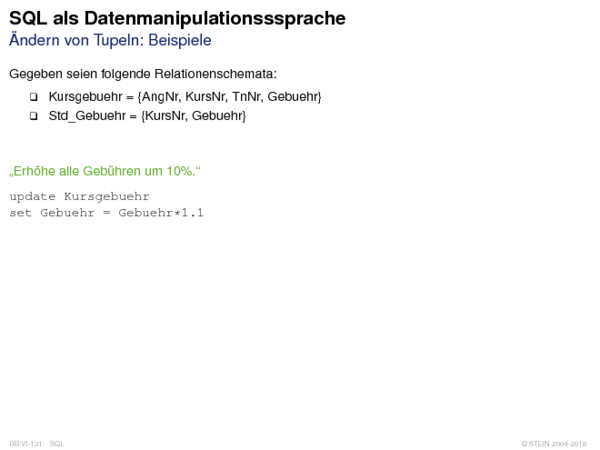 SQL als Datenmanipulationsssprache
Ändern von Tupeln: Beispiele
Gegeben seien folgende Relationenschemata:
❑ Kursgebuehr = {AngNr, KursNr, TnNr, Gebuehr}
❑ Std_Gebuehr = {KursNr, Gebuehr}
„Erhöhe alle Gebühren um 10%.“
update Kursgebuehr
set Gebuehr = Gebuehr*1.1
DB:VI-131 SQL
© STEIN 2004-2018